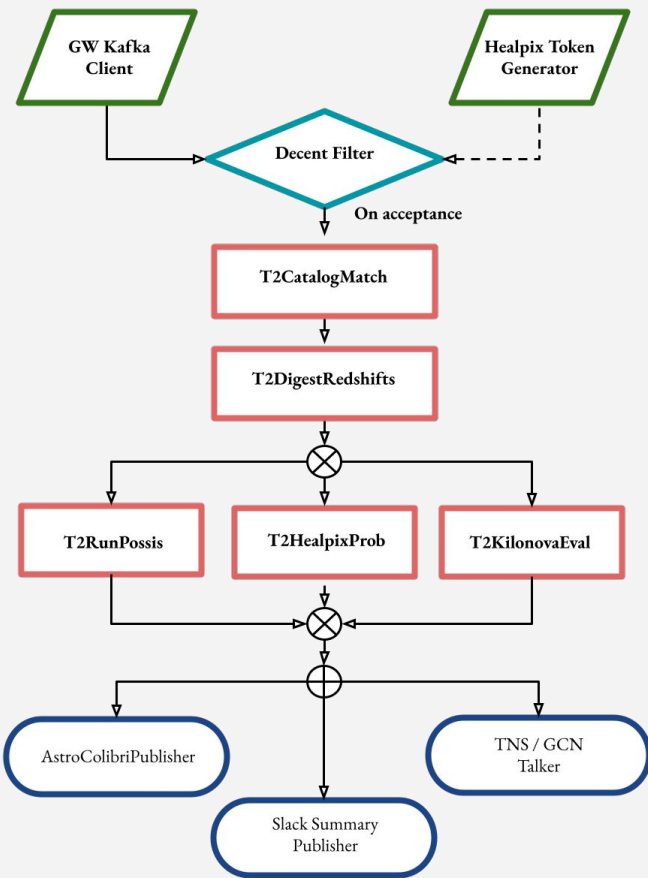 GW Kafka
Client
Healpix Token
Generator
Decent Filter
On acceptance
T2CatalogMatch
T2DigestRedshifts
T2RunPossis
T2HealpixProb
T2KilonovaEval
AstroColibriPublisher
TNS / GCN
Talker
Slack Summary
Publisher